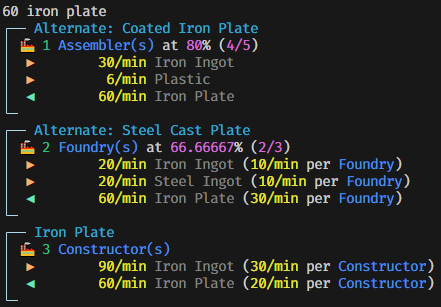 60 iron plate
Alternate: Coated Iron Plate
1 Assembler(s) at 80% (4/5)
▶ 30/min Iron Ingot
▶ 6/min Plastic
◀ 60/min Iron Plate
Alternate: Steel Cast Plate
2 Foundry(s) at 66.66667% (2/3)
▶ 20/min Iron Ingot (10/min per Foundry)
▶ 20/min Steel Ingot (10/min per Foundry)
◀ 60/min Iron Plate (30/min per Foundry)
Iron Plate
3 Constructor(s)
▶ 90/min Iron Ingot (30/min per Constructor)
◀ 60/min Iron Plate (20/min per Constructor)